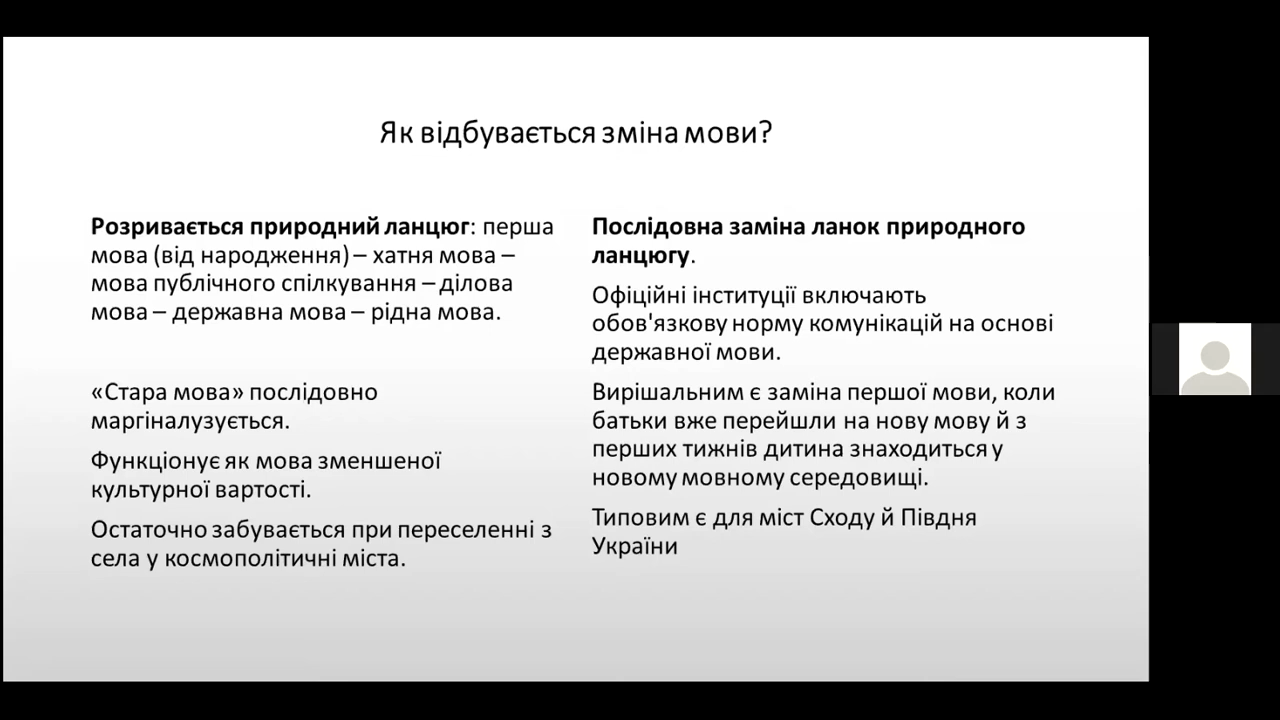 Як відбувається зміна мови?
Розривається природний ланцюг: перша
мова (від народження) – хатня мова –
мова публічного спілкування – ділова
мова – державна мова – рідна мова.
«Стара мова» послідовно
маргіналузується.
Функціонує як мова зменшеної
культурної вартості.
Остаточно забувається при переселенні з
села у космополітичні міста.
Послідовна заміна ланок природного
ланцюгу.
Офіційні інституції включають
обов'язкову норму комунікацій на основі
державної мови.
Вирішальним є заміна першої мови, коли
батьки вже перейшли на нову мову й з
перших тижнів дитина знаходиться у
новому мовному середовищі.
Типовим є для міст Сходу й Півдня
України